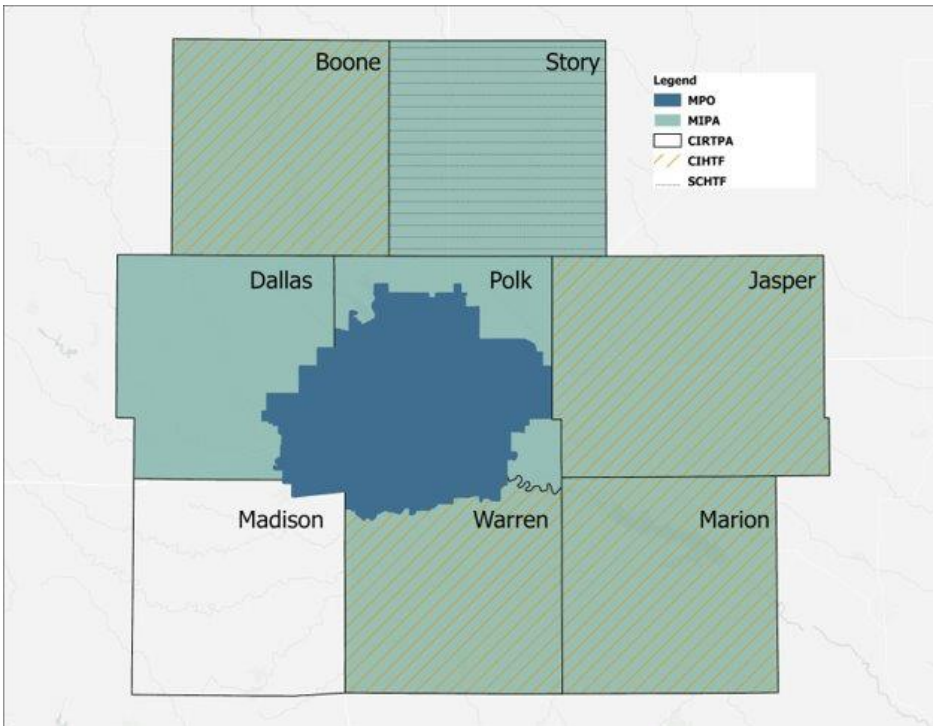 Boone
Story
Legend
MPO
MIPA
CIRTPA
CIHTF
SCHTF
Dallas
Polk
Jasper
Madison
Warren
Marion